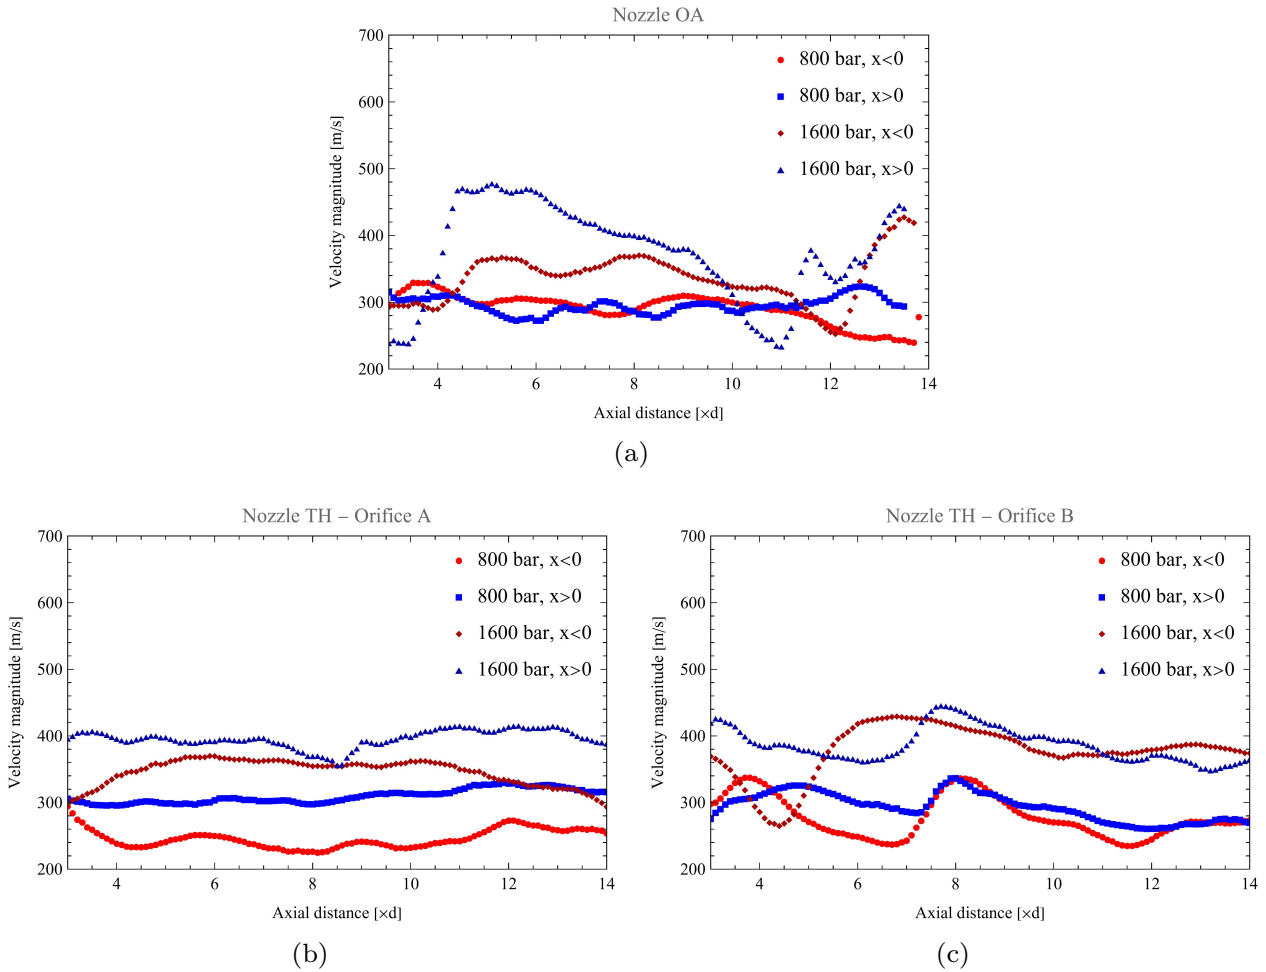 Nozzle OA
700
600
500
400
300
200
Velocity magnitude [m/s]
800 bar, x<0
800 bar, x>0
1600 bar, x<0
1600 bar, x>0
4 6 8 10 12 14
Axial distance [×d]
(a)
Nozzle TH – Orifice A
700
600
500
400
300
200
Velocity magnitude [m/s]
800 bar, x<0
800 bar, x>0
1600 bar, x<0
1600 bar, x>0
4 6 8 10 12 14
Axial distance [×d]
(b)
Nozzle TH – Orifice B
700
600
500
400
300
200
Velocity magnitude [m/s]
800 bar, x<0
800 bar, x>0
1600 bar, x<0
1600 bar, x>0
4 6 8 10 12 14
Axial distance [×d]
(c)